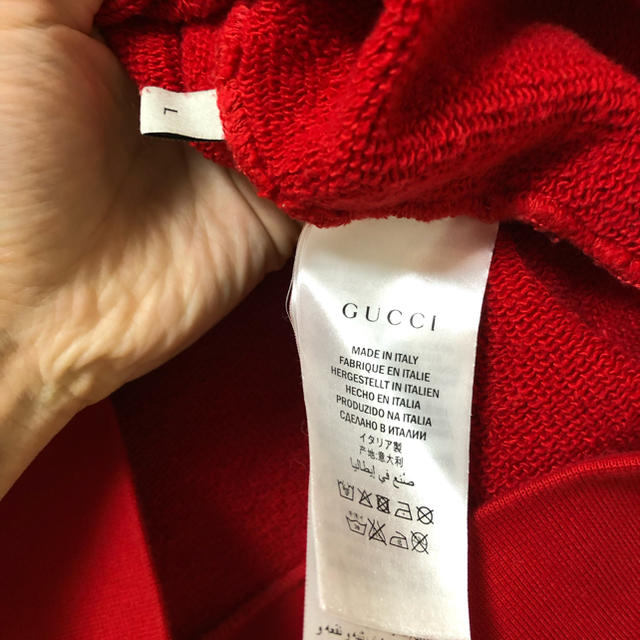 L
GUCCI
MADE IN ITALY
FABRIQUE EN ITALIE
HERGESTELLT IN ITALIEN
HECHO EN ITALIA
PRODUZIDO NA ITALIA
СДЕЛАНО В ИТАЛИИ
イタリア製
产地:意大利
صنع في إيطاليا